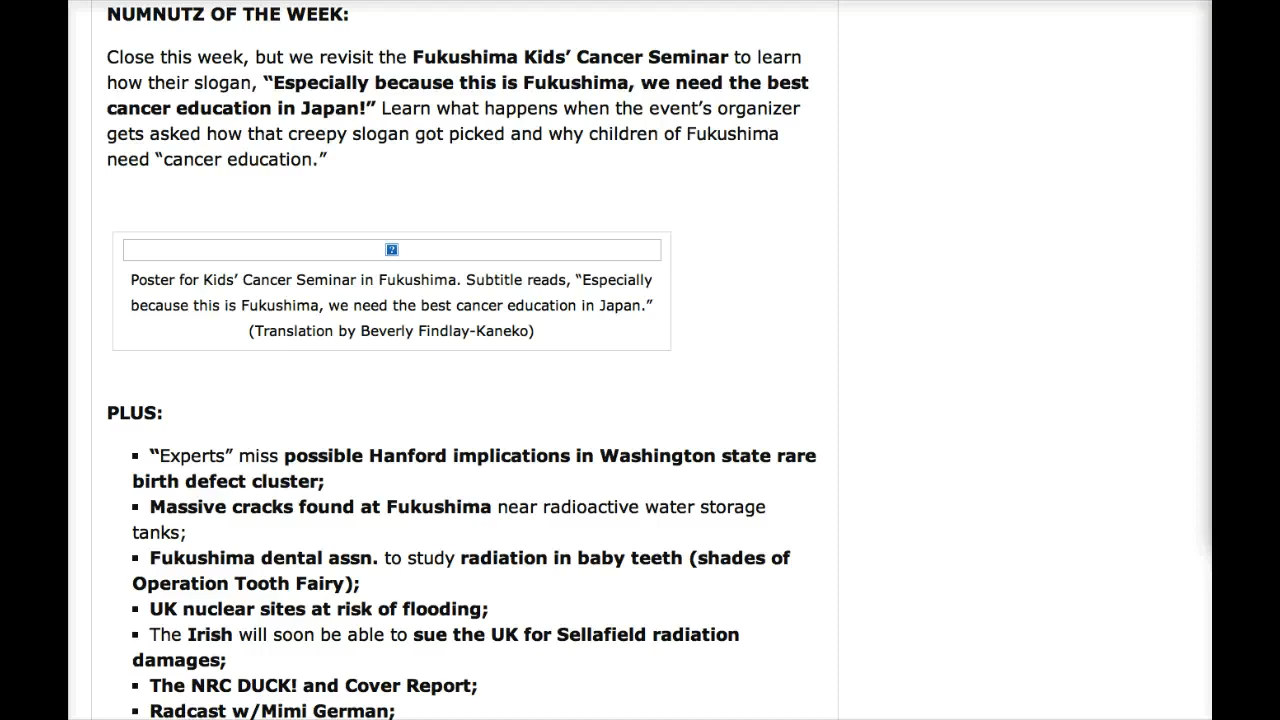 NUMNUTZ OF THE WEEK:
Close this week, but we revisit the Fukushima Kids’ Cancer Seminar to learn
how their slogan, “Especially because this is Fukushima, we need the best
cancer education in Japan!” Learn what happens when the event’s organizer
gets asked how that creepy slogan got picked and why children of Fukushima
need “cancer education.”
Poster for Kids’ Cancer Seminar in Fukushima. Subtitle reads, “Especially
because this is Fukushima, we need the best cancer education in Japan.”
(Translation by Beverly Findlay-Kaneko)
PLUS:
▪ “Experts” miss possible Hanford implications in Washington state rare
birth defect cluster;
▪ Massive cracks found at Fukushima near radioactive water storage
tanks;
▪ Fukushima dental assn. to study radiation in baby teeth (shades of
Operation Tooth Fairy);
▪ UK nuclear sites at risk of flooding;
▪ The Irish will soon be able to sue the UK for Sellafield radiation
damages;
▪ The NRC DUCK! and Cover Report;
▪ Radcast w/Mimi German;